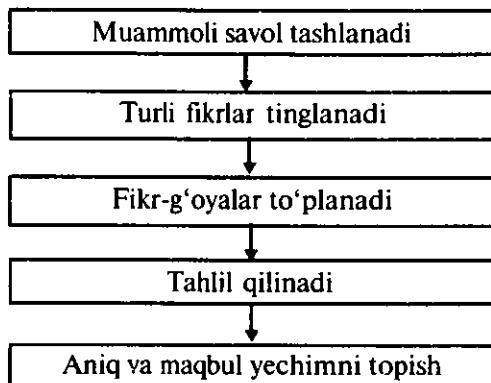 Muammoli savol tashlanadi
Turli fikrlar tinglanadi
Fikr-g‘oyalar to‘planadi
Tahlil qilinadi
Aniq va maqbul yechimni topish